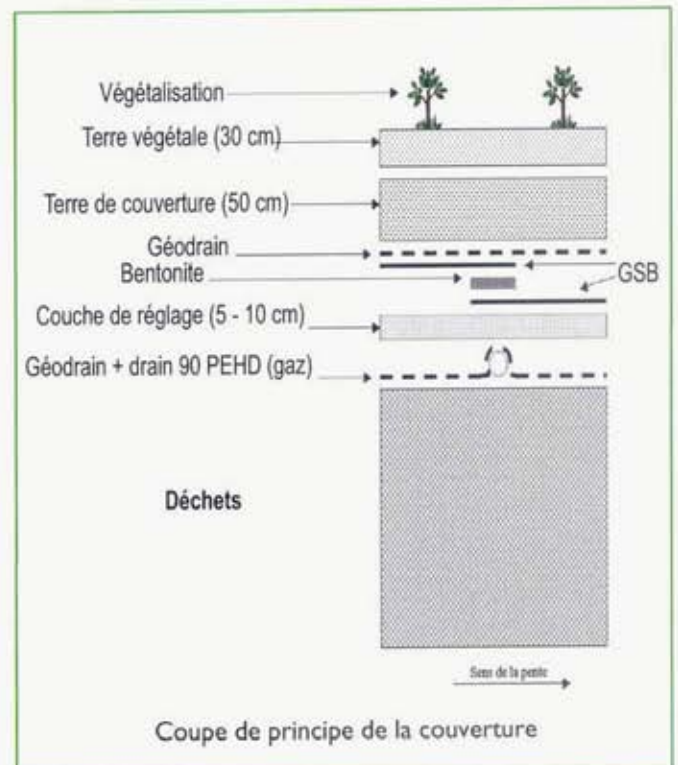 Végétalisation
Terre végétale (30 cm)
Terre de couverture (50 cm)
Géodrain
Bentonite
GSB
Couche de réglage (5 - 10 cm)
Géodrain + drain 90 PEHD (gaz)
Déchets
Sens de la pente
Coupe de principe de la couverture